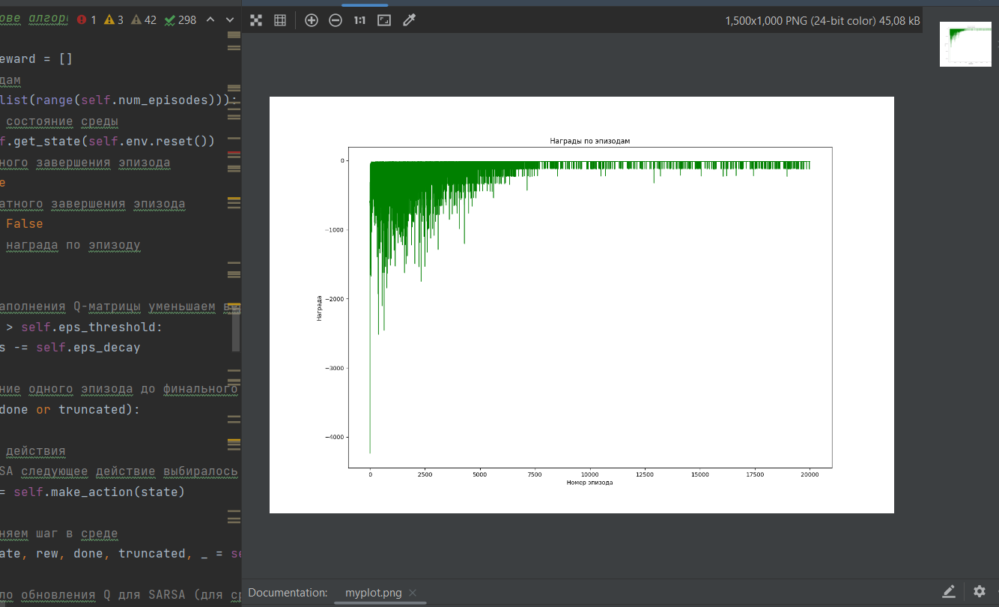 ове алгор
1 3 42 298
eward = []
дам
list(range(self.num_episodes))):
состояние среды
f.get_state(self.env.reset())
ного завершения эпизода
e
атного завершения эпизода
False
награда по эпизоду
аполнения Q-матрицы уменьшаем ве
> self.eps_threshold:
s -= self.eps_decay
ние одного эпизода до финального
done or truncated):
действия
SA следующее действие выбиралось
= self.make_action(state)
няем шаг в среде
ate, rew, done, truncated, _ = se
ло обновления Q для SARSA (для ср
1:1
1,500x1,000 PNG (24-bit color) 45,08 kB
Награды по эпизодам
0
−1000
−2000
−3000
−4000
Награда
0 2500 5000 7500 10000 12500 15000 17500 20000
Номер эпизода
Documentation: myplot.png